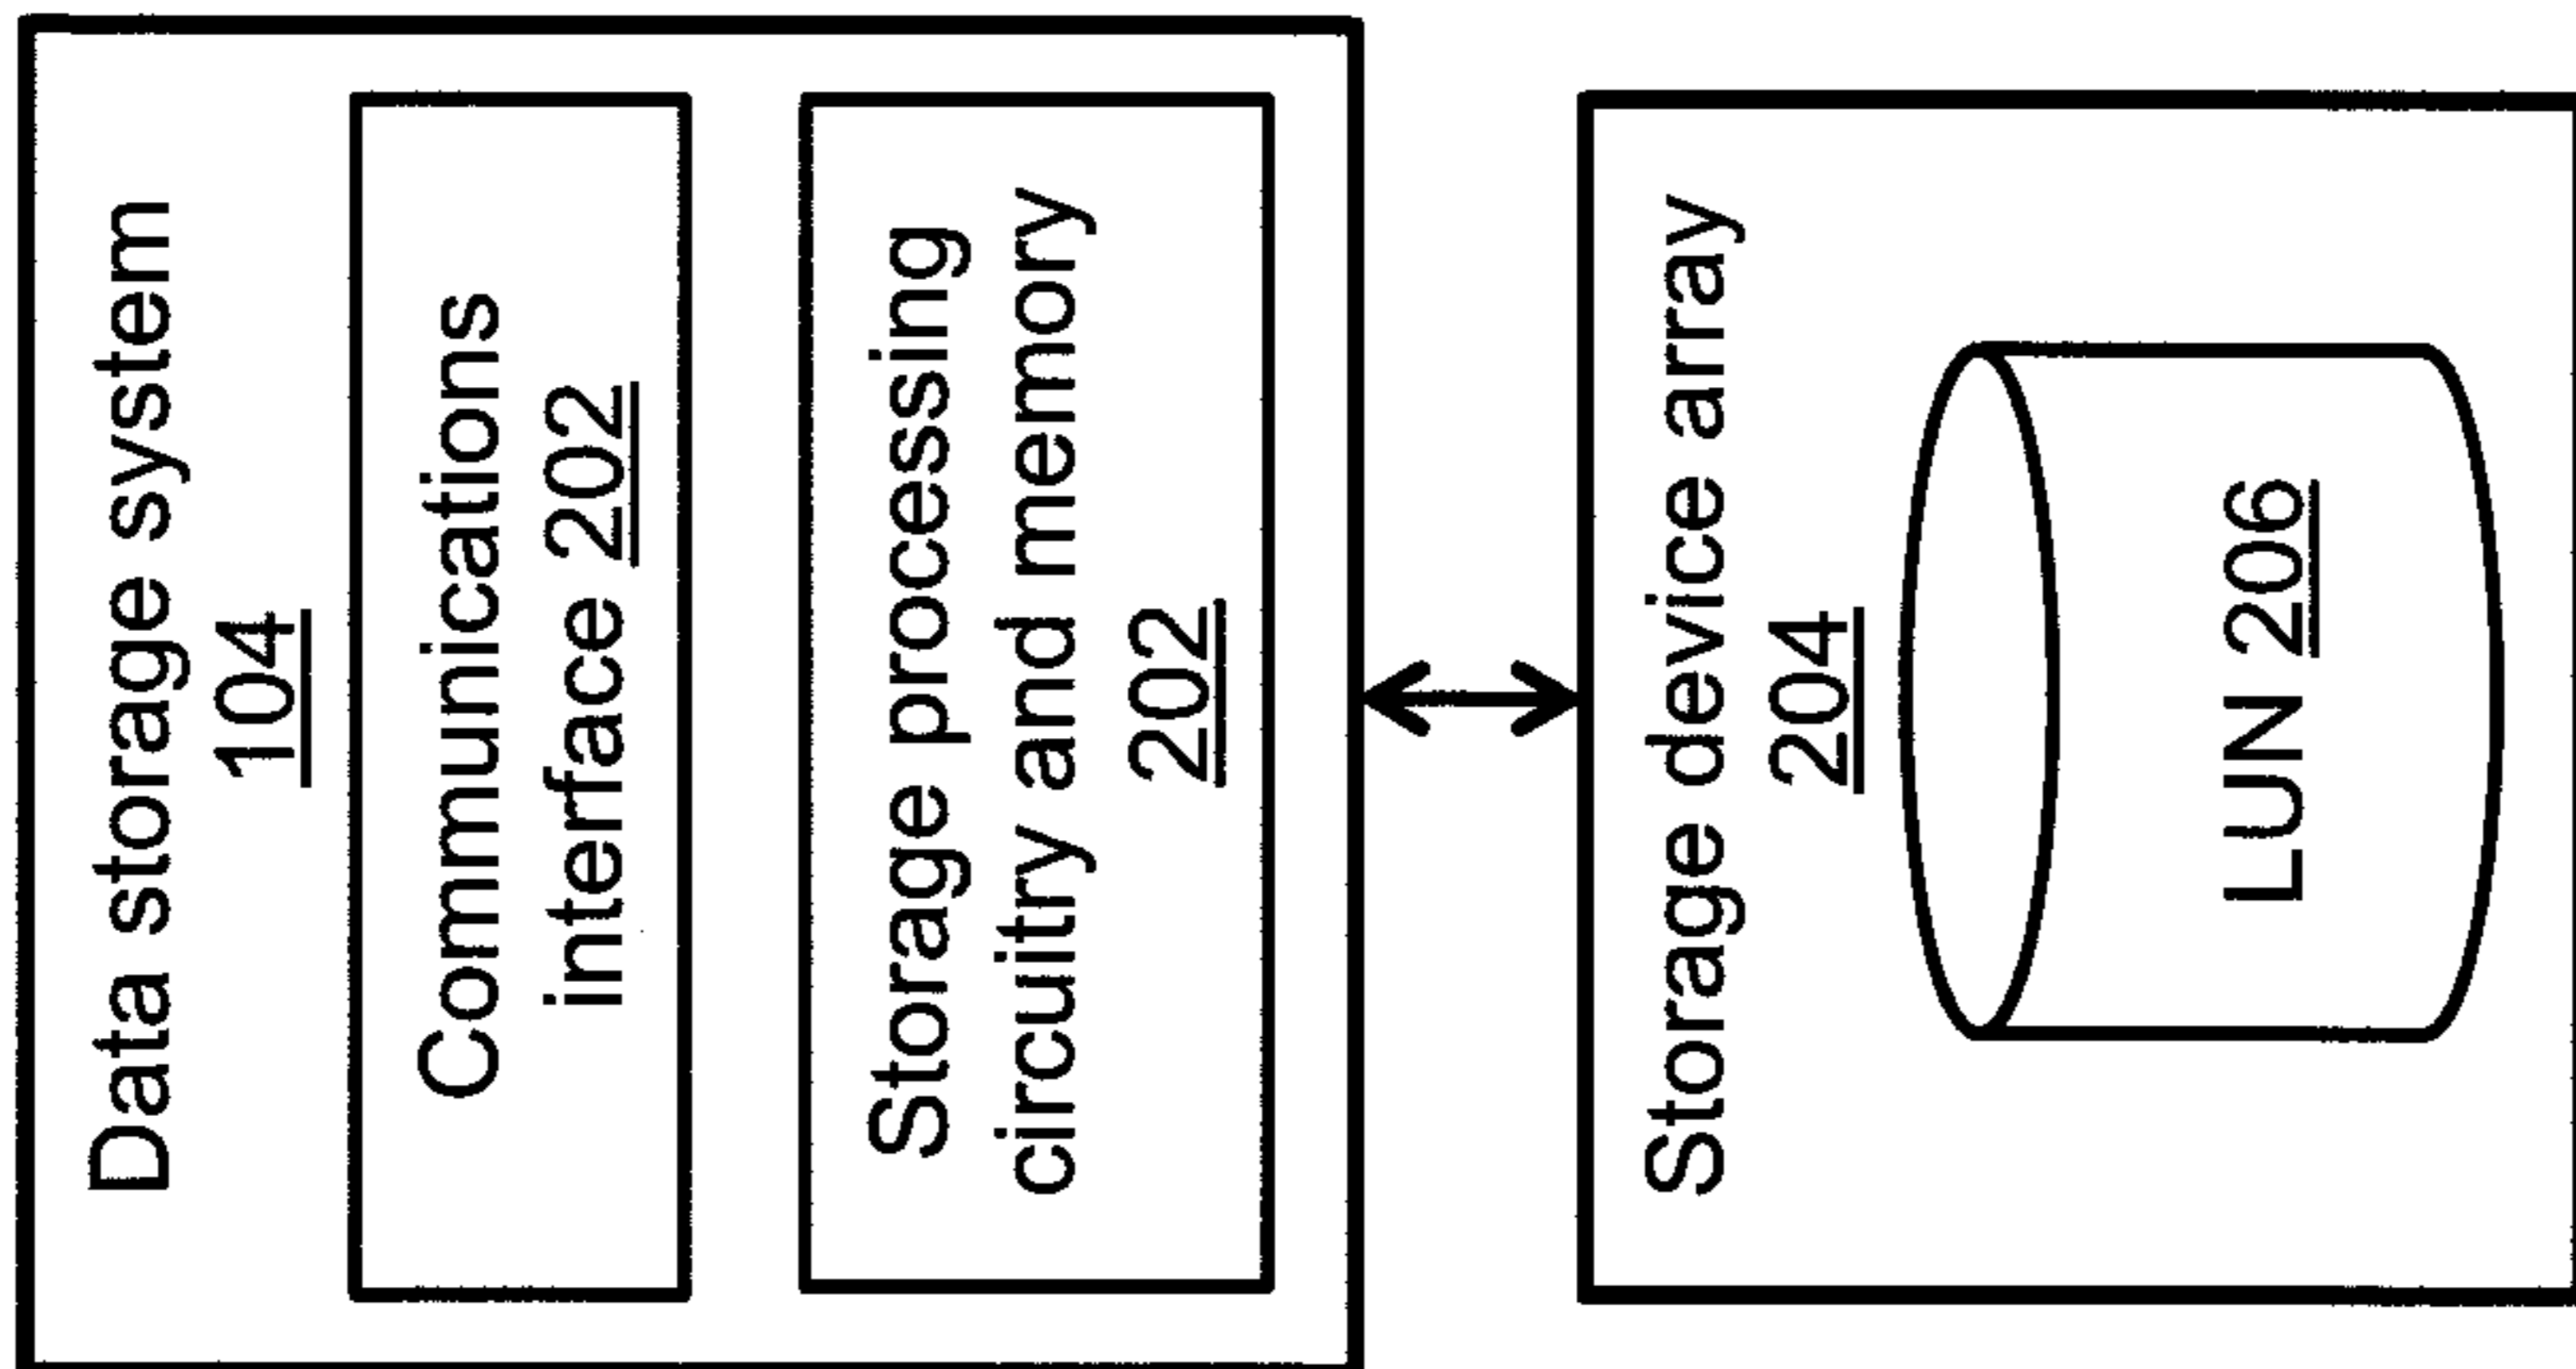 Data storage system
104
Communications
interface 202
Storage processing
circuitry and memory
202
Storage device array
204
LUN 206